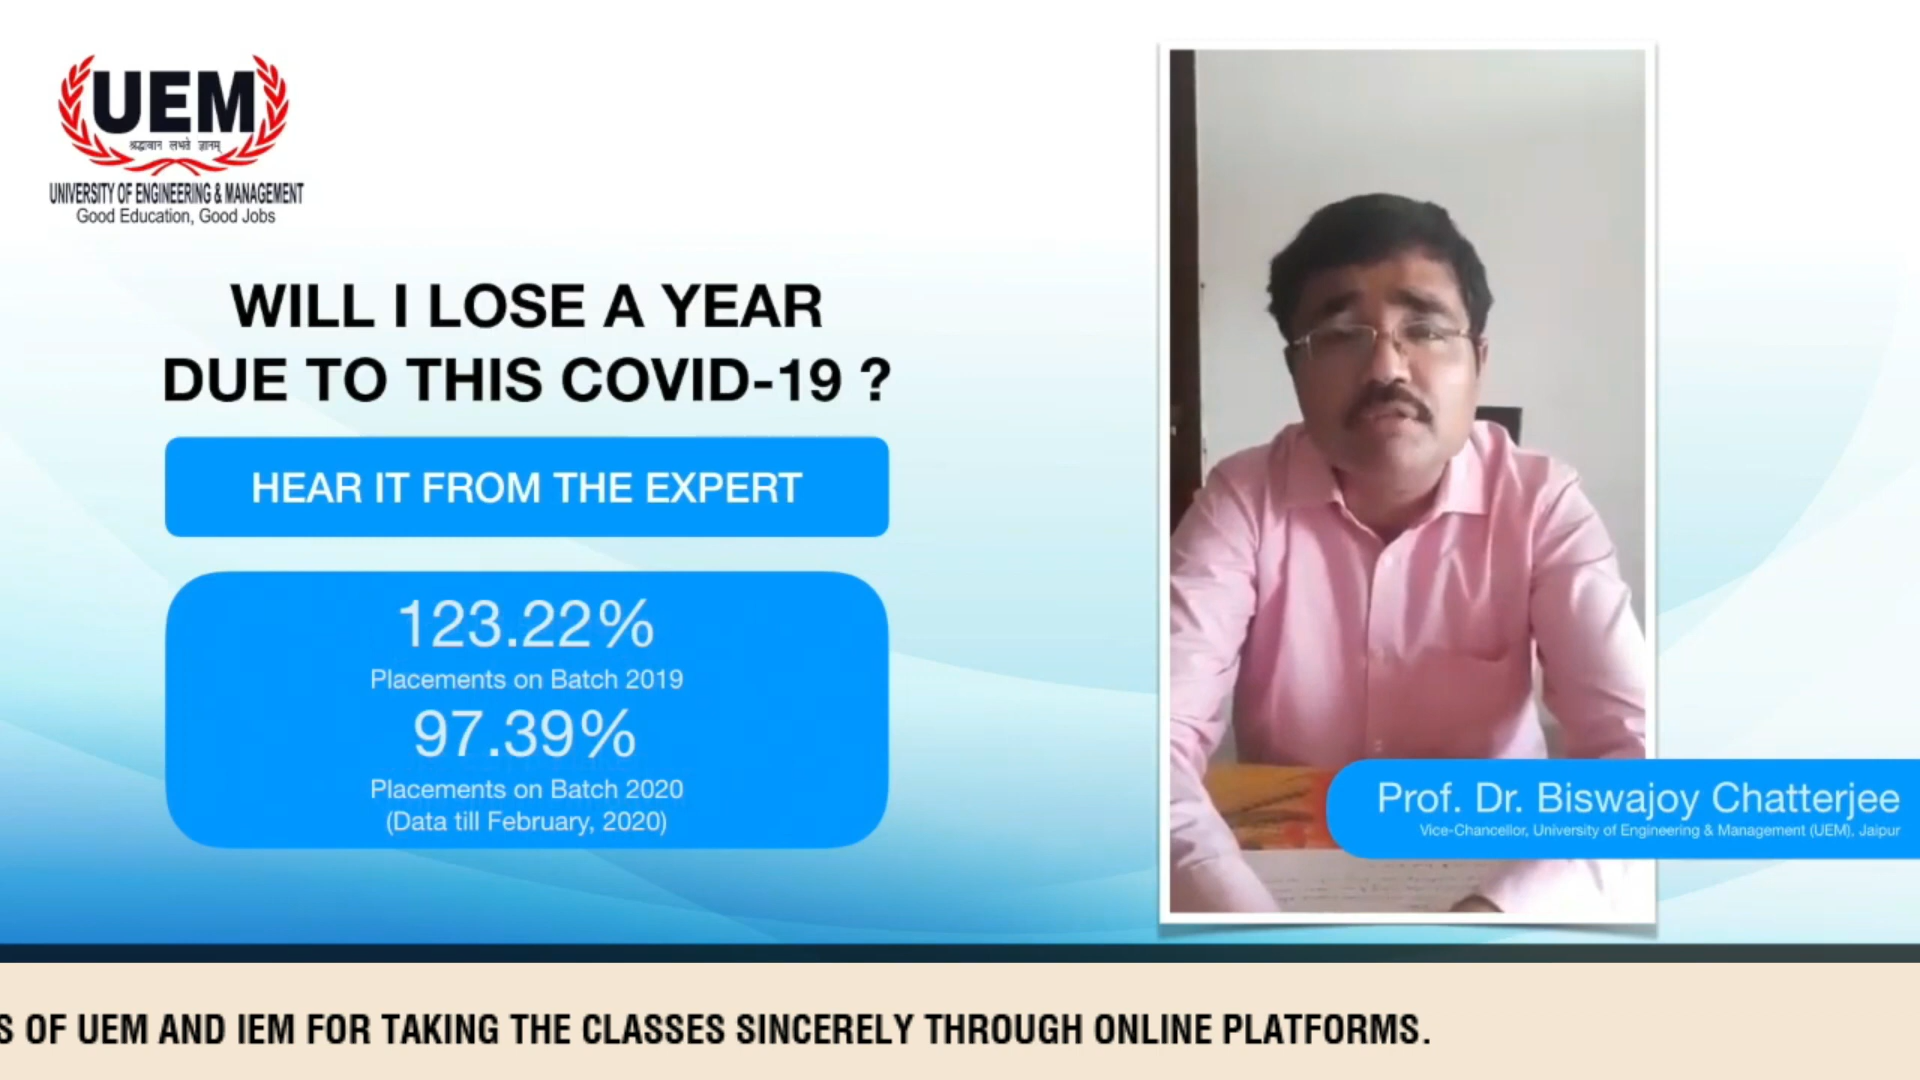 UEM
श्रद्धावान लभते ज्ञानम्
UNIVERSITY OF ENGINEERING & MANAGEMENT
Good Education, Good Jobs
WILL I LOSE A YEAR
DUE TO THIS COVID-19 ?
HEAR IT FROM THE EXPERT
123.22%
Placements on Batch 2019
97.39%
Placements on Batch 2020
(Data till February, 2020)
Prof. Dr. Biswajoy Chatterjee
Vice-Chancellor, University of Engineering & Management (UEM), Jaipur
S OF UEM AND IEM FOR TAKING THE CLASSES SINCERELY THROUGH ONLINE PLATFORMS.